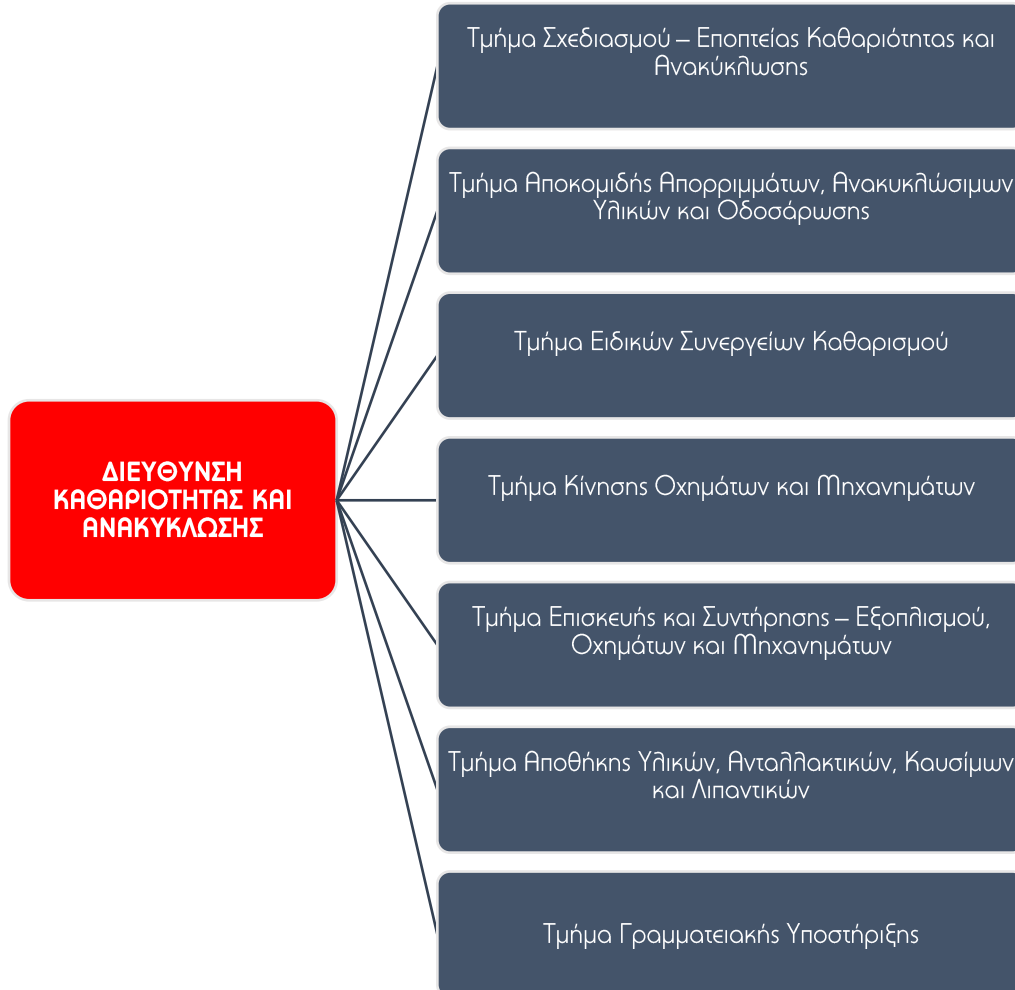 Τμήμα Σχεδιασμού – Εποπτείας Καθαριότητας και
Ανακύκλωσης
Τμήμα Αποκομιδής Απορριμμάτων, Ανακυκλώσιμων
Υλικών και Οδοσάρωσης
Τμήμα Ειδικών Συνεργείων Καθαρισμού
ΔΙΕΥΘΥΝΣΗ
ΚΑΘΑΡΙΟΤΗΤΑΣ ΚΑΙ
ΑΝΑΚΥΚΛΩΣΗΣ
Τμήμα Κίνησης Οχημάτων και Μηχανημάτων
Τμήμα Επισκευής και Συντήρησης – Εξοπλισμού,
Οχημάτων και Μηχανημάτων
Τμήμα Αποθήκης Υλικών, Ανταλλακτικών, Καυσίμων
και Λιπαντικών
Τμήμα Γραμματειακής Υποστήριξης